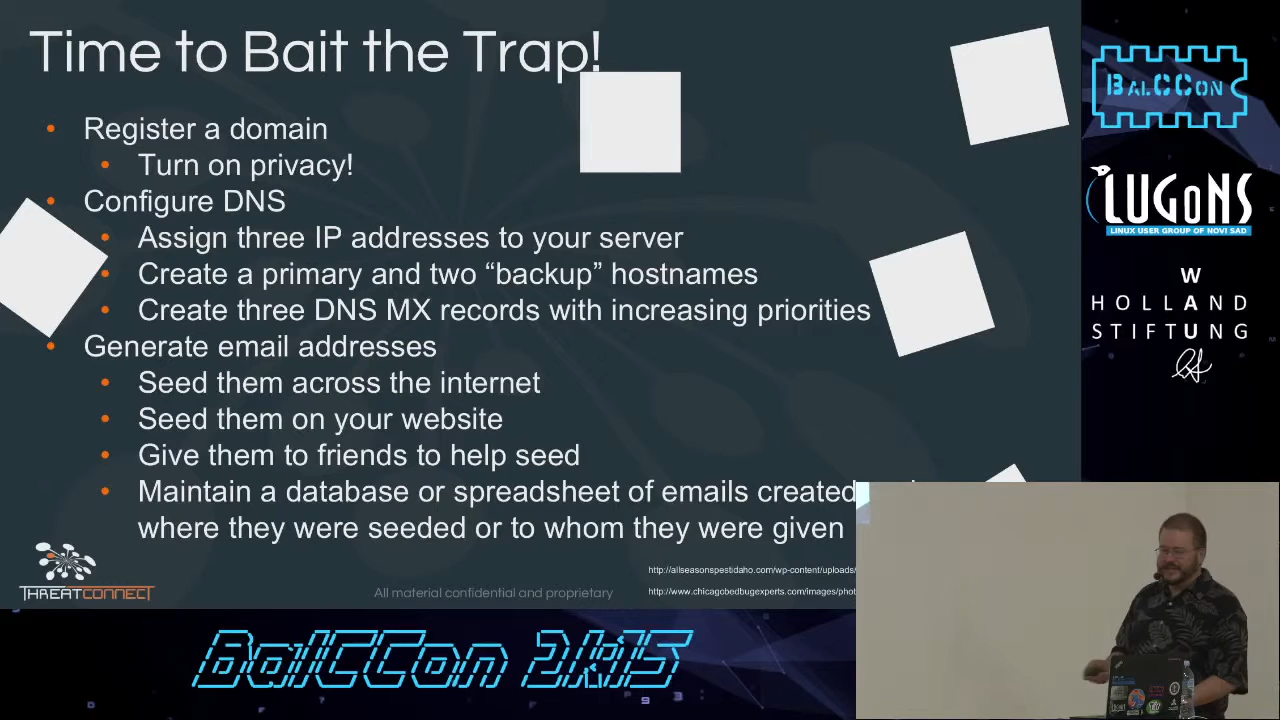 Time to Bait the Trap!
Register a domain
Turn on privacy!
Configure DNS
Assign three IP addresses to your server
Create a primary and two “backup” hostnames
Create three DNS MX records with increasing priorities
Generate email addresses
Seed them across the internet
Seed them on your website
Give them to friends to help seed
Maintain a database or spreadsheet of emails created
where they were seeded or to whom they were given
THREATCONNECT
All material confidential and proprietary
http://allseasonspestidaho.com/wp-content/uploads/
http://www.chicagobedbugexperts.com/images/phot
BALCCON
LUGONS
LINUX USER GROUP OF NOVI SAD
W
HOLLAND
A
STIFTUNG
U
BalCCon 2k15